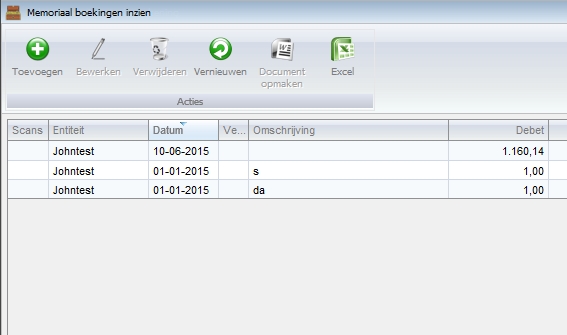 Memoriaal boekingen inzien
Toevoegen Bewerken Verwijderen Vernieuwen Document opmaken Excel
Acties
Scans Entiteit Datum Ve... Omschrijving Debet
Johntest 10-06-2015 1.160,14
Johntest 01-01-2015 s 1,00
Johntest 01-01-2015 da 1,00